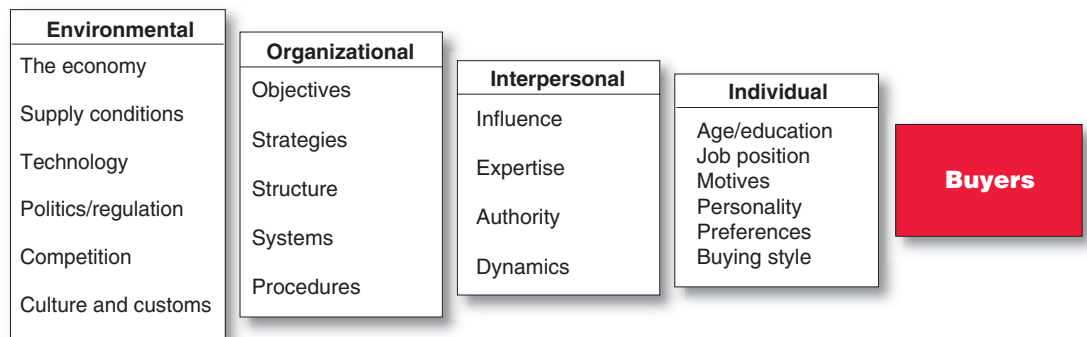 Environmental
The economy
Supply conditions
Technology
Politics/regulation
Competition
Culture and customs
Organizational
Objectives
Strategies
Structure
Systems
Procedures
Interpersonal
Influence
Expertise
Authority
Dynamics
Individual
Age/education
Job position
Motives
Personality
Preferences
Buying style
Buyers